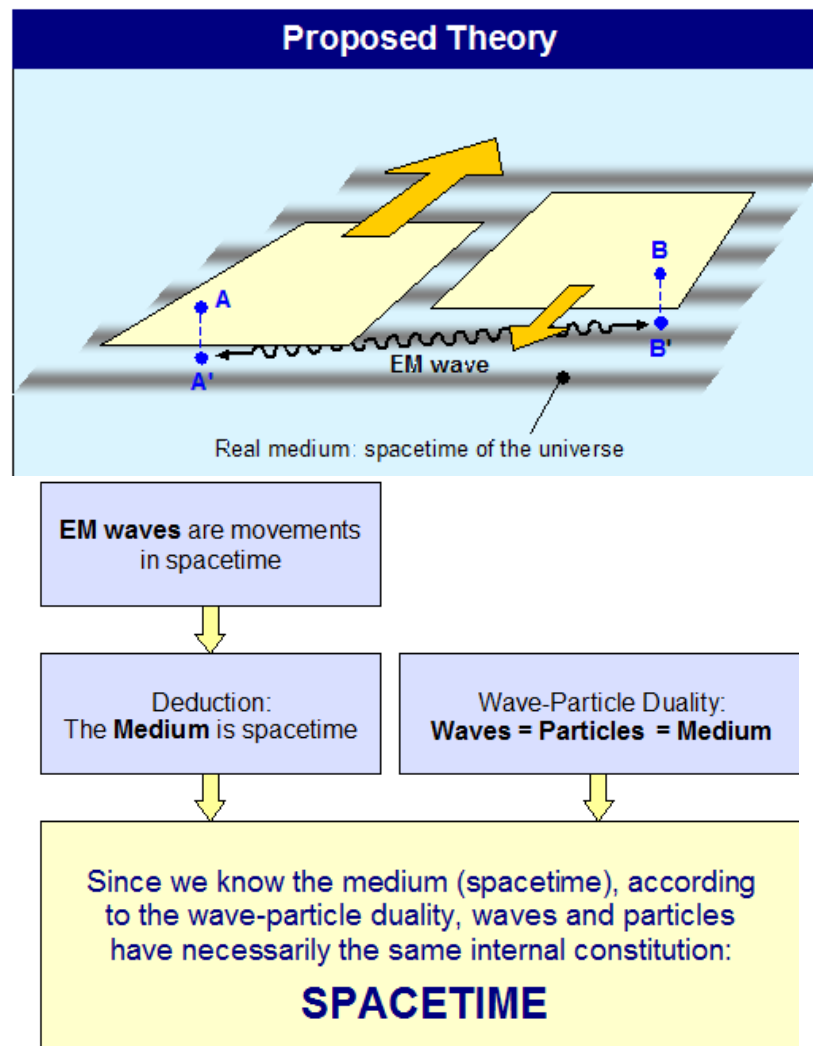 Proposed Theory
A
B
A'
B'
EM wave
Real medium: spacetime of the universe
EM waves are movements
in spacetime
Deduction:
The Medium is spacetime
Wave-Particle Duality:
Waves = Particles = Medium
Since we know the medium (spacetime), according
to the wave-particle duality, waves and particles
have necessarily the same internal constitution:
SPACETIME